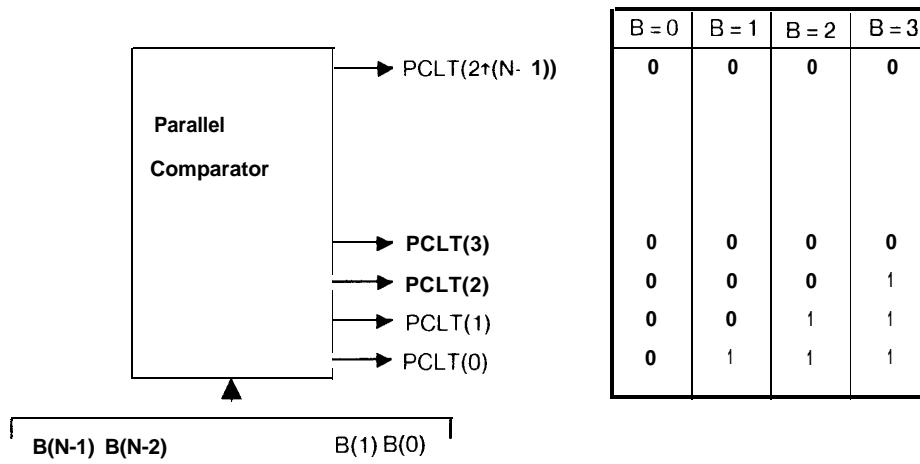 B = 0 B = 1 B = 2 B = 3
PCLT(2↑(N- 1)) 0 0 0 0
Parallel
Comparator
PCLT(3) 0 0 0 0
PCLT(2) 0 0 0 1
PCLT(1) 0 0 1 1
PCLT(0) 0 1 1 1
B(N-1) B(N-2) B(1) B(0)